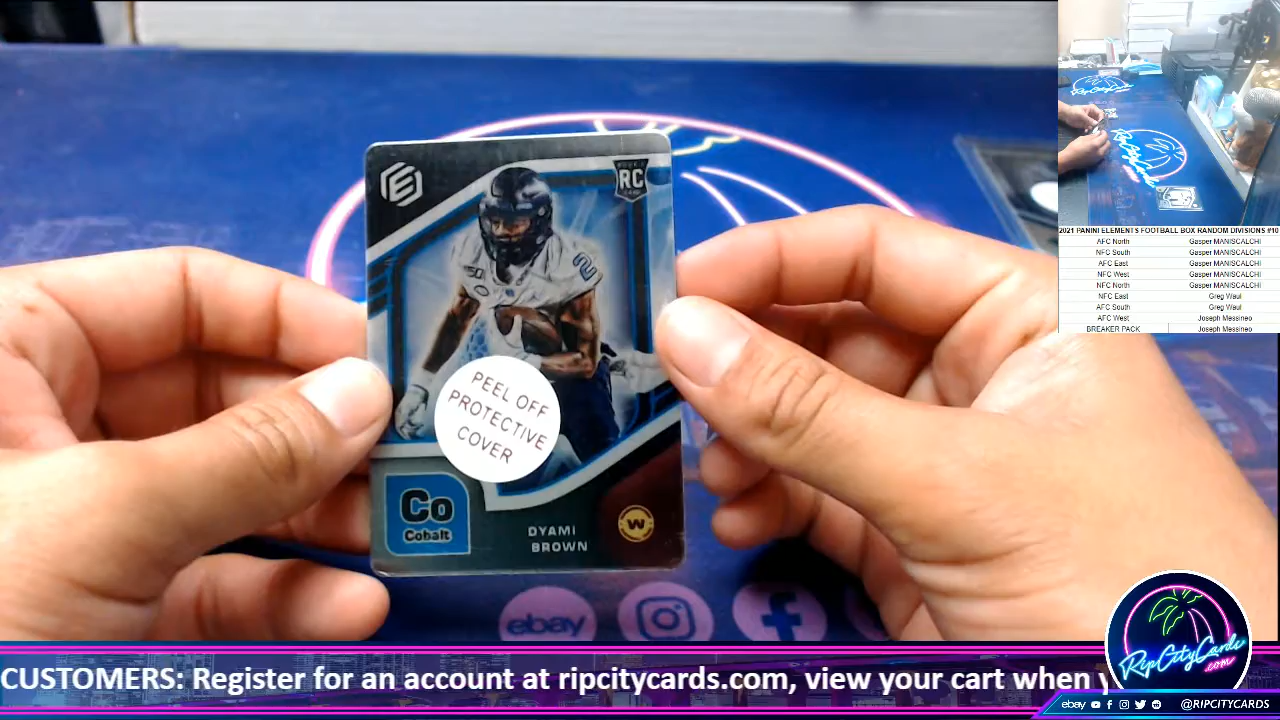 RC
150
2
PEEL OFF
PROTECTIVE
COVER
Co
Cobalt
DYAMI
BROWN
W
ebay
RipCityCards
2021 PANINI ELEMENTS FOOTBALL BOX RANDOM DIVISIONS #10
AFC North Gasper MANISCALCHI
NFC South Gasper MANISCALCHI
AFC East Gasper MANISCALCHI
NFC West Gasper MANISCALCHI
NFC North Gasper MANISCALCHI
NFC East Greg Waul
AFC South Greg Waul
AFC West Joseph Messineo
BREAKER PACK Joseph Messineo
CUSTOMERS: Register for an account at ripcitycards.com, view your cart when
RipCityCards
.com
ebay @RIPCITYCARDS